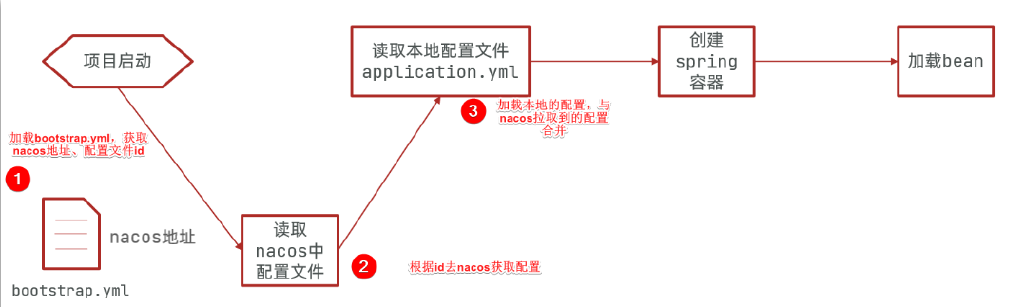 项目启动
加载bootstrap.yml，获取
nacos地址、配置文件id
1
nacos地址
bootstrap.yml
读取
nacos中
配置文件
2
根据id去nacos获取配置
读取本地配置文件
application.yml
3
加载本地的配置，与
nacos拉取到的配置
合并
创建
spring
容器
加载bean